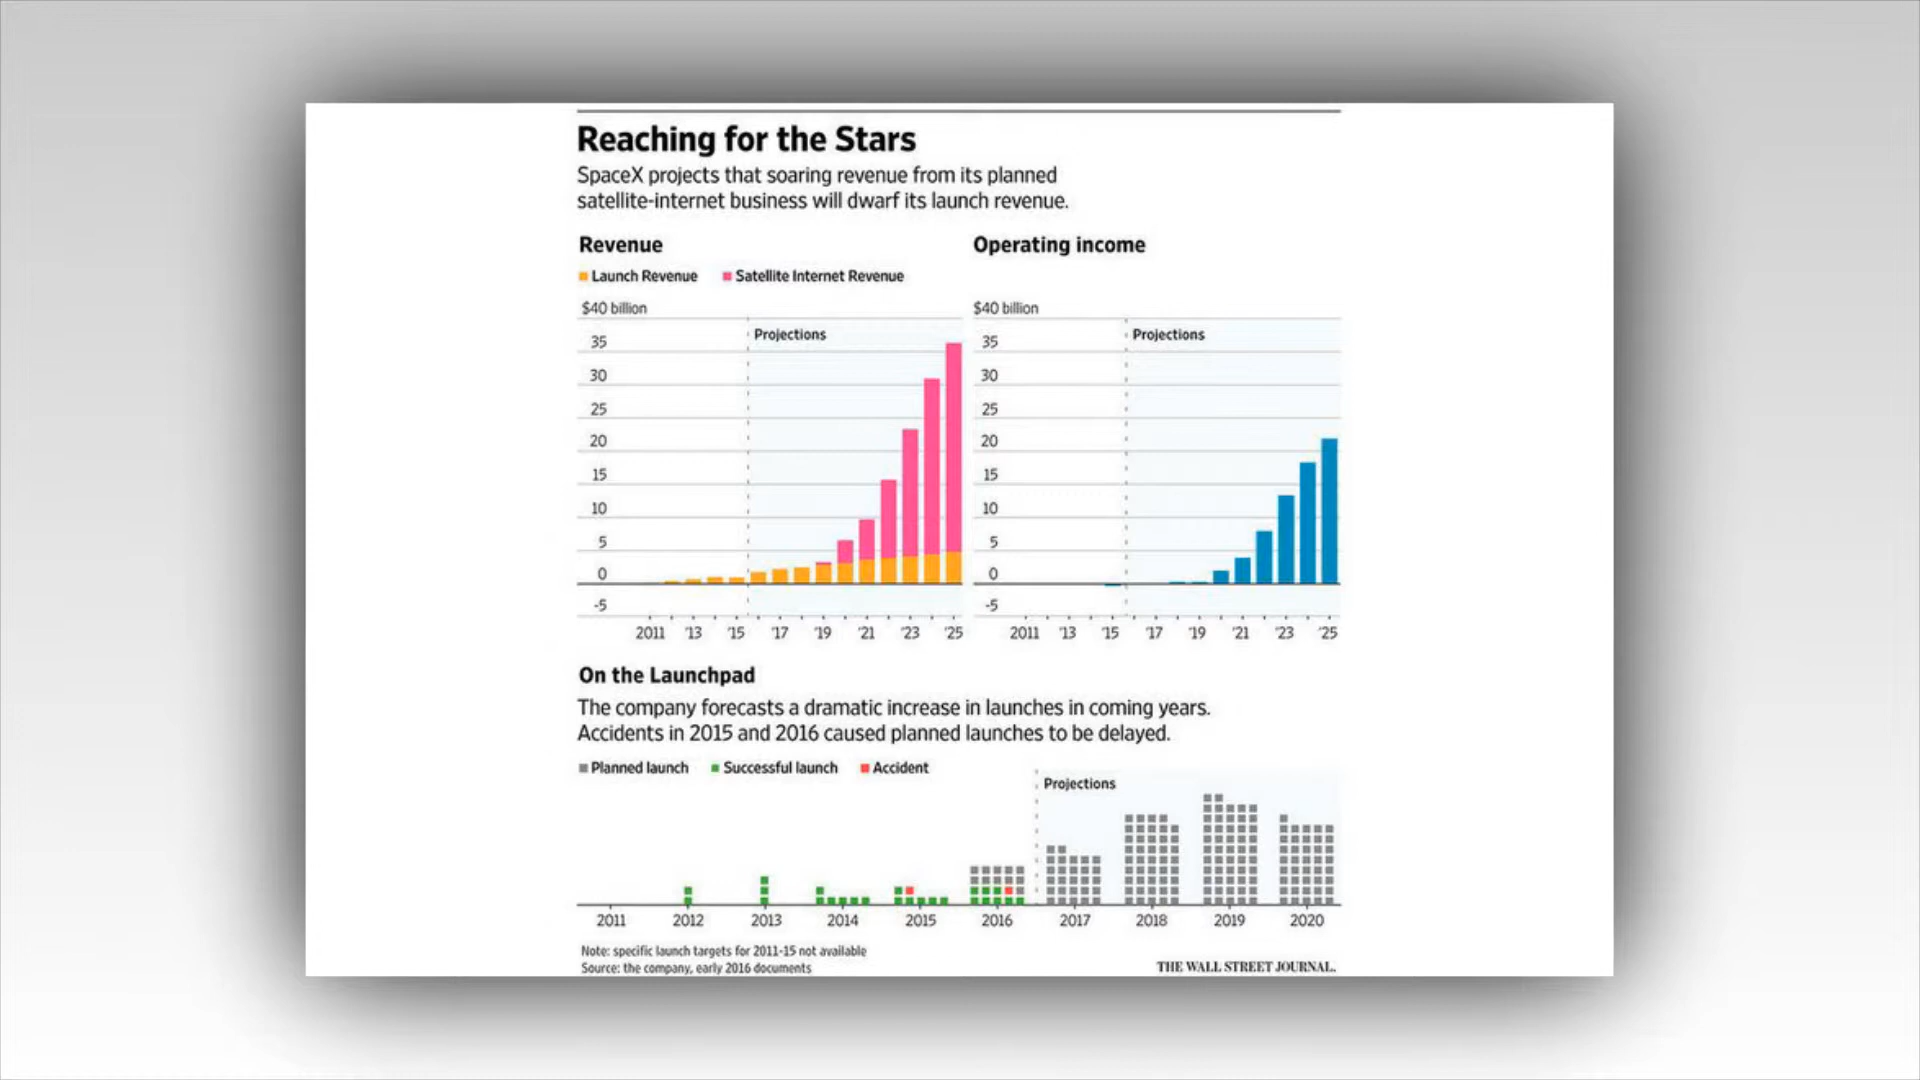 Reaching for the Stars
SpaceX projects that soaring revenue from its planned
satellite-internet business will dwarf its launch revenue.
Revenue
Launch Revenue Satellite Internet Revenue
$40 billion
Projections
35
30
25
20
15
10
5
0
-5
2011 '13 '15 '17 '19 '21 '23 '25
Operating income
$40 billion
Projections
35
30
25
20
15
10
5
0
-5
2011 '13 '15 '17 '19 '21 '23 '25
On the Launchpad
The company forecasts a dramatic increase in launches in coming years.
Accidents in 2015 and 2016 caused planned launches to be delayed.
Planned launch Successful launch Accident
Projections
2011 2012 2013 2014 2015 2016 2017 2018 2019 2020
Note: specific launch targets for 2011-15 not available
Source: the company, early 2016 documents
THE WALL STREET JOURNAL.